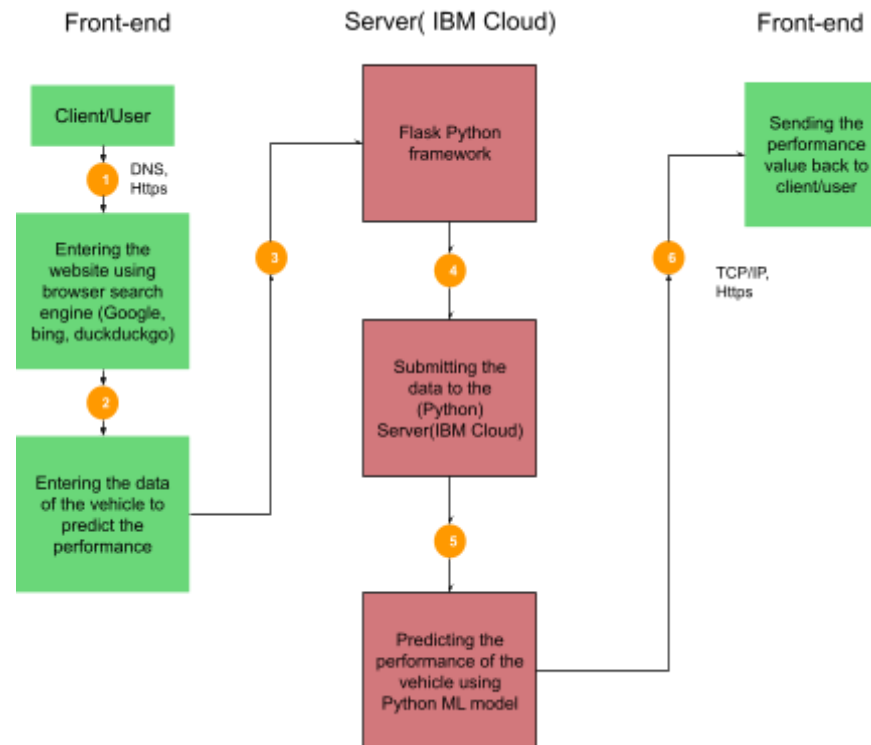 Front-end
Server( IBM Cloud)
Front-end
Client/User
1
DNS,
Https
Entering the
website using
browser search
engine (Google,
bing, duckduckgo)
2
Entering the data
of the vehicle to
predict the
performance
3
Flask Python
framework
4
Submitting the
data to the
(Python)
Server(IBM Cloud)
5
Predicting the
performance of the
vehicle using
Python ML model
6
TCP/IP,
Https
Sending the
performance
value back to
client/user